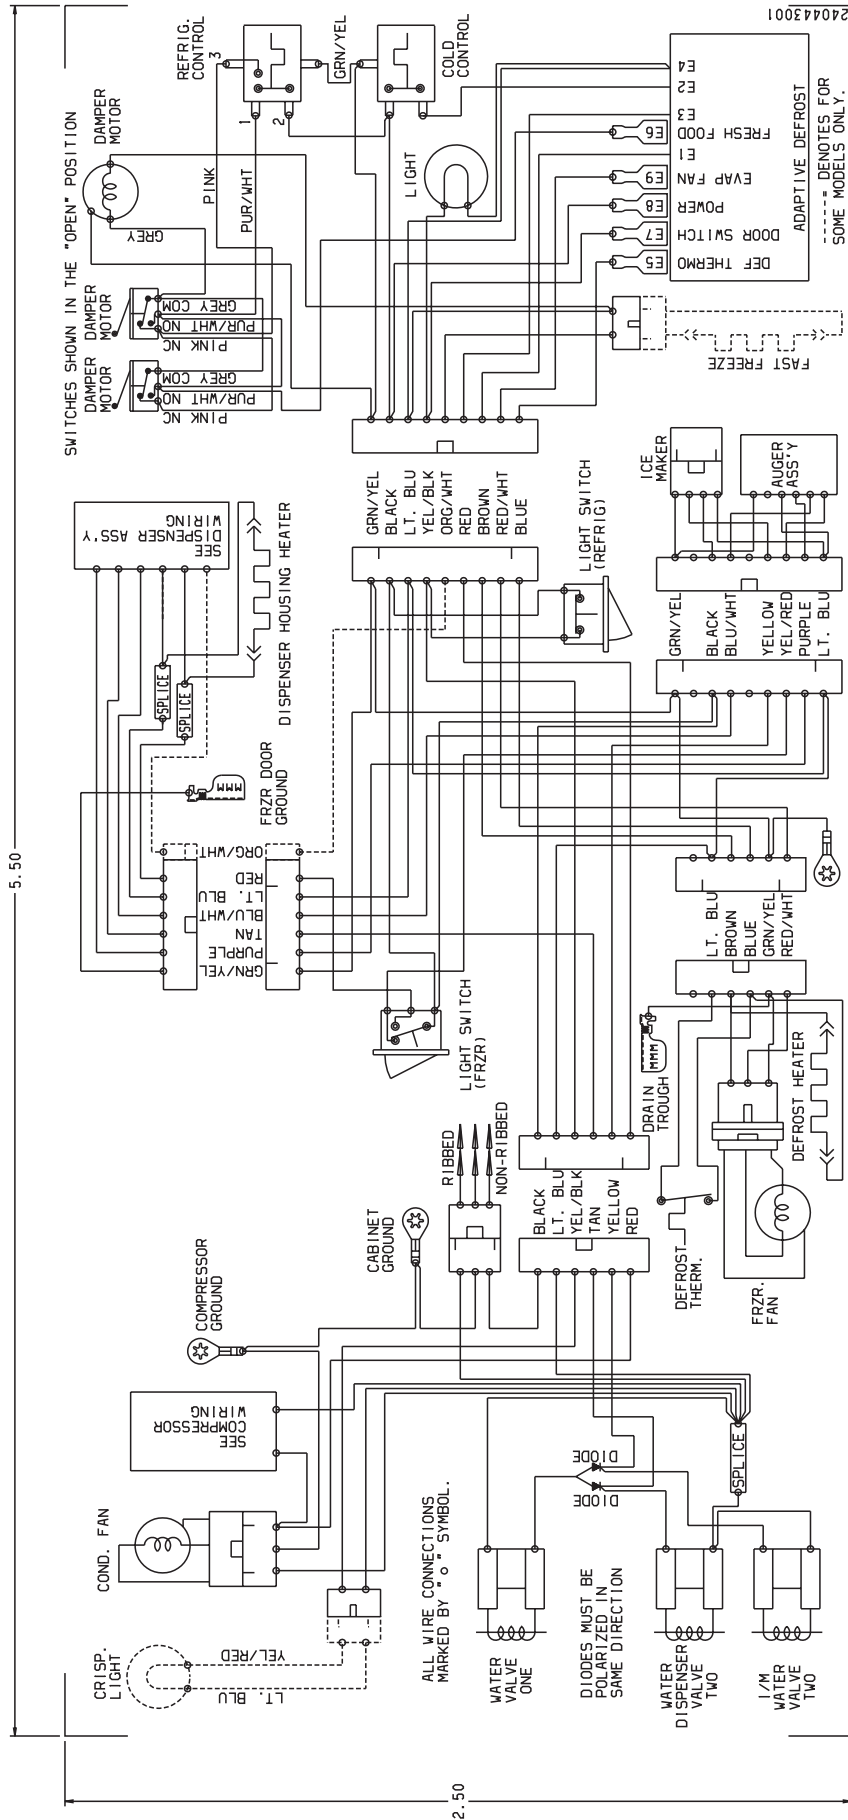 240443001
5.50
2.50
SWITCHES SHOWN IN THE "OPEN" POSITION
DAMPER
MOTOR
GREY
REFRIG.
CONTROL
3
1
2
GRN/YEL
COLD
CONTROL
PINK
PUR/WHT
LIGHT
DAMPER
MOTOR
GREY COM
PUR/WHT NO
PINK NC
DAMPER
MOTOR
GREY COM
PUR/WHT NO
PINK NC
E4
E2
E3
E6
FRESH FOOD
E1
E9
EVAP FAN
E8
POWER
E7
DOOR SWITCH
E5
DEF THERMO
ADAPTIVE DEFROST
------= DENOTES FOR
SOME MODELS ONLY.
FAST FREEZE
SEE
DISPENSER ASS'Y
WIRING
DISPENSER HOUSING HEATER
SPLICE
SPLICE
FRZR DOOR
GROUND
GRN/YEL
BLACK
LT. BLU
YEL/BLK
ORG/WHT
RED
BROWN
RED/WHT
BLUE
LIGHT SWITCH
(REFRIG)
ICE
MAKER
AUGER
ASS'Y
GRN/YEL
BLACK
BLU/WHT
YELLOW
YEL/RED
PURPLE
LT. BLU
ORG/WHT
RED
LT. BLU
BLU/WHT
TAN
PURPLE
GRN/YEL
LIGHT SWITCH
(FRZR)
LT. BLU
BROWN
BLUE
GRN/YEL
RED/WHT
DRAIN
TROUGH
DEFROST HEATER
RIBBED
NON-RIBBED
CABINET
GROUND
COMPRESSOR
GROUND
BLACK
LT. BLU
YEL/BLK
TAN
YELLOW
RED
DEFROST
THERM.
FRZR.
FAN
SEE
COMPRESSOR
WIRING
COND. FAN
CRISP.
LIGHT
YEL/RED
LT. BLU
ALL WIRE CONNECTIONS
MARKED BY " o " SYMBOL.
DIODE
DIODE
SPLICE
WATER
VALVE
ONE
DIODES MUST BE
POLARIZED IN
SAME DIRECTION
WATER
DISPENSER
VALVE
TWO
I/M
WATER
VALVE
TWO